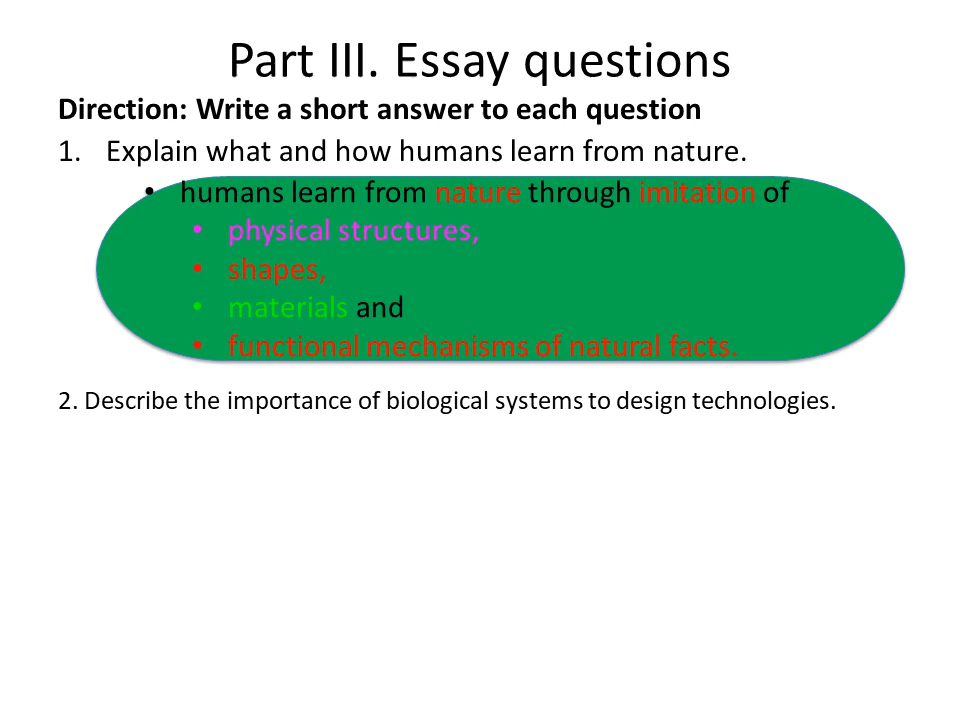 Part III. Essay questions
Direction: Write a short answer to each question
1. Explain what and how humans learn from nature.
• humans learn from nature through imitation of
• physical structures,
• shapes,
• materials and
• functional mechanisms of natural facts.
2. Describe the importance of biological systems to design technologies.